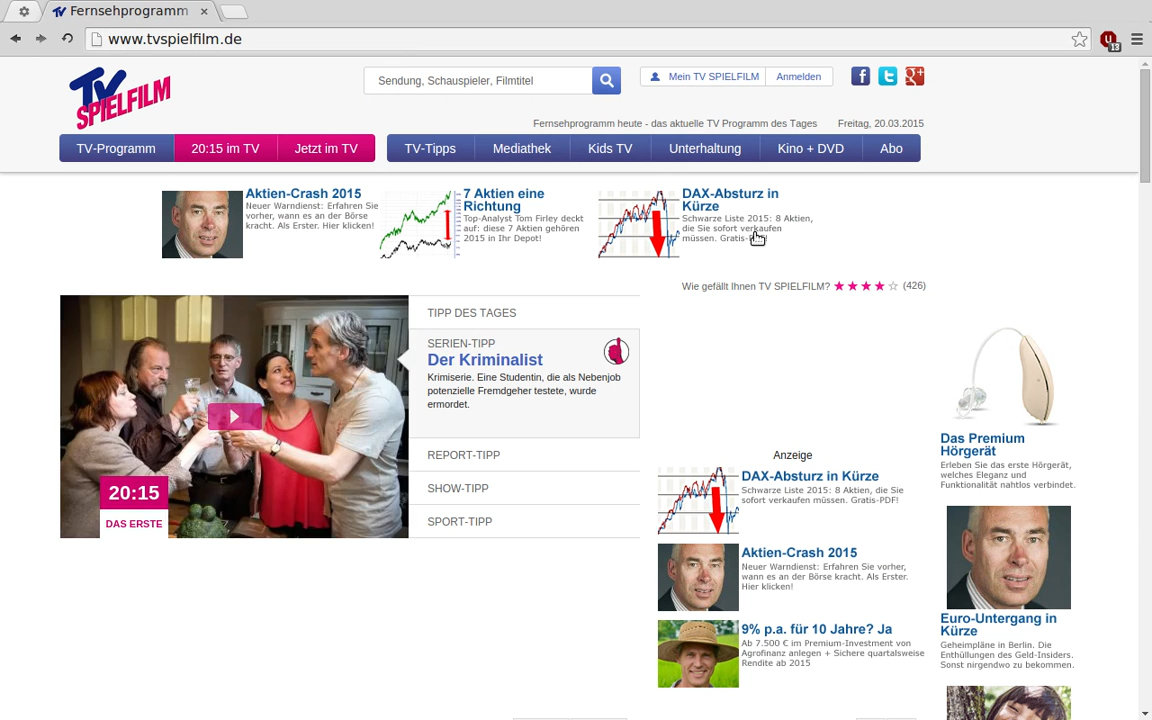 Fernsehprogramm
www.tvspielfilm.de
13
TV
SPIELFILM
Sendung, Schauspieler, Filmtitel
Mein TV SPIELFILM
Anmelden
Fernsehprogramm heute - das aktuelle TV Programm des Tages
Freitag, 20.03.2015
TV-Programm
20:15 im TV
Jetzt im TV
TV-Tipps
Mediathek
Kids TV
Unterhaltung
Kino + DVD
Abo
Aktien-Crash 2015
Neuer Warndienst: Erfahren Sie
vorher, wann es an der Börse
kracht. Als Erster. Hier klicken!
7 Aktien eine
Richtung
Top-Analyst Tom Firley deckt
auf: diese 7 Aktien gehören
2015 in Ihr Depot!
DAX-Absturz in
Kürze
Schwarze Liste 2015: 8 Aktien,
die Sie sofort verkaufen
müssen. Gratis-
Wie gefällt Ihnen TV SPIELFILM?
(426)
TIPP DES TAGES
SERIEN-TIPP
Der Kriminalist
Krimiserie. Eine Studentin, die als Nebenjob
potenzielle Fremdgeher testete, wurde
ermordet.
REPORT-TIPP
SHOW-TIPP
SPORT-TIPP
20:15
DAS ERSTE
Anzeige
DAX-Absturz in Kürze
Schwarze Liste 2015: 8 Aktien, die Sie
sofort verkaufen müssen. Gratis-PDF!
Aktien-Crash 2015
Neuer Warndienst: Erfahren Sie vorher,
wann es an der Börse kracht. Als Erster.
Hier klicken!
9% p.a. für 10 Jahre? Ja
Ab 7.500 € im Premium-Investment von
Agrofinanz anlegen + Sichere quartalsweise
Rendite ab 2015
Das Premium
Hörgerät
Erleben Sie das erste Hörgerät,
welches Eleganz und
Funktionalität nahtlos verbindet.
Euro-Untergang in
Kürze
Geheimpläne in Berlin. Die
Enthüllungen des Geld-Insiders.
Sonst nirgendwo zu bekommen.